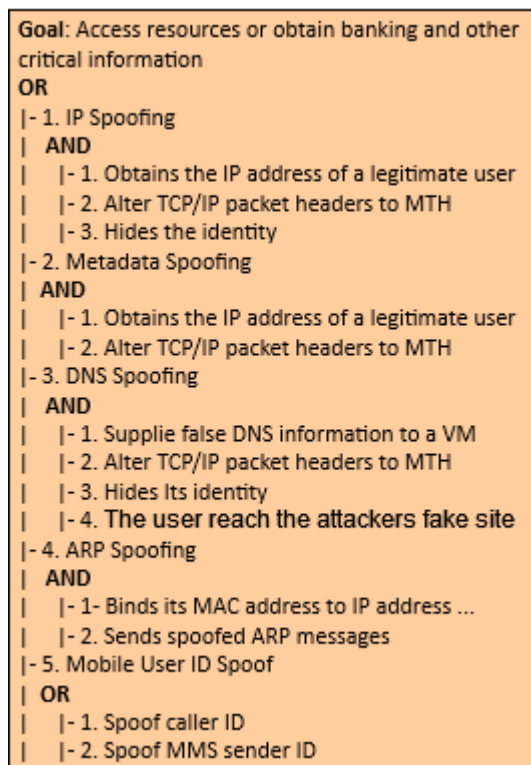 Goal: Access resources or obtain banking and other
critical information
OR
|- 1. IP Spoofing
| AND
| |- 1. Obtains the IP address of a legitimate user
| |- 2. Alter TCP/IP packet headers to MTH
| |- 3. Hides the identity
|- 2. Metadata Spoofing
| AND
| |- 1. Obtains the IP address of a legitimate user
| |- 2. Alter TCP/IP packet headers to MTH
|- 3. DNS Spoofing
| AND
| |- 1. Supplie false DNS information to a VM
| |- 2. Alter TCP/IP packet headers to MTH
| |- 3. Hides Its identity
| |- 4. The user reach the attackers fake site
|- 4. ARP Spoofing
| AND
| |- 1- Binds its MAC address to IP address ...
| |- 2. Sends spoofed ARP messages
|- 5. Mobile User ID Spoof
| OR
| |- 1. Spoof caller ID
| |- 2. Spoof MMS sender ID